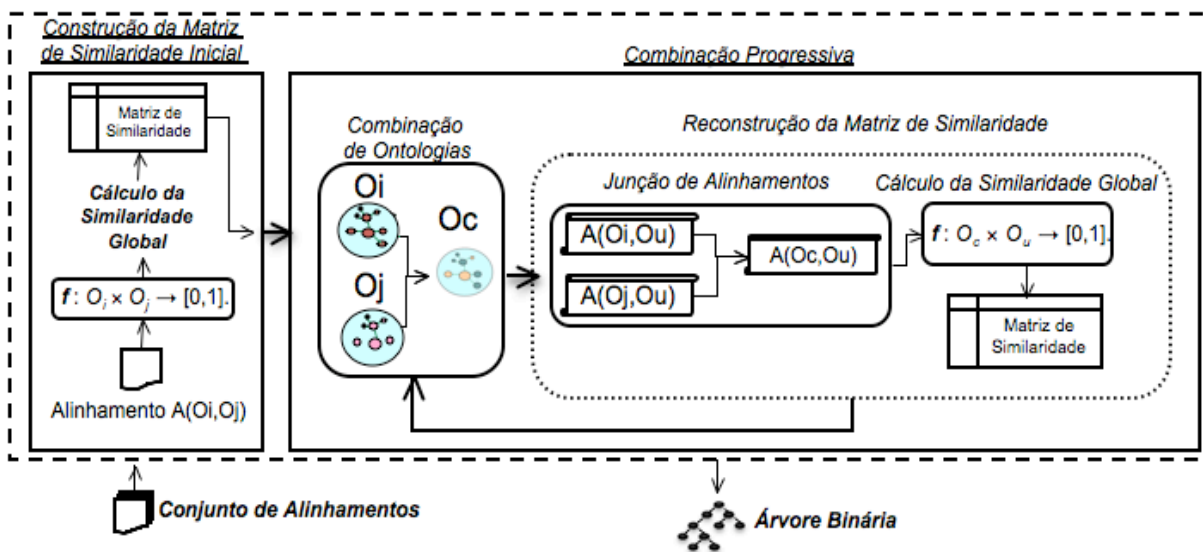 Construção da Matriz
de Similaridade Inicial
Matriz de
Similaridade
Cálculo da
Similaridade
Global
f : Oi × Oj → [0,1].
Alinhamento A(Oi,Oj)
Combinação Progressiva
Combinação
de Ontologias
Oi
Oc
Oj
Reconstrução da Matriz de Similaridade
Junção de Alinhamentos
A(Oi,Ou)
A(Oj,Ou)
A(Oc,Ou)
Cálculo da Similaridade Global
f : Oc × Ou → [0,1].
Matriz de
Similaridade
Conjunto de Alinhamentos
Árvore Binária